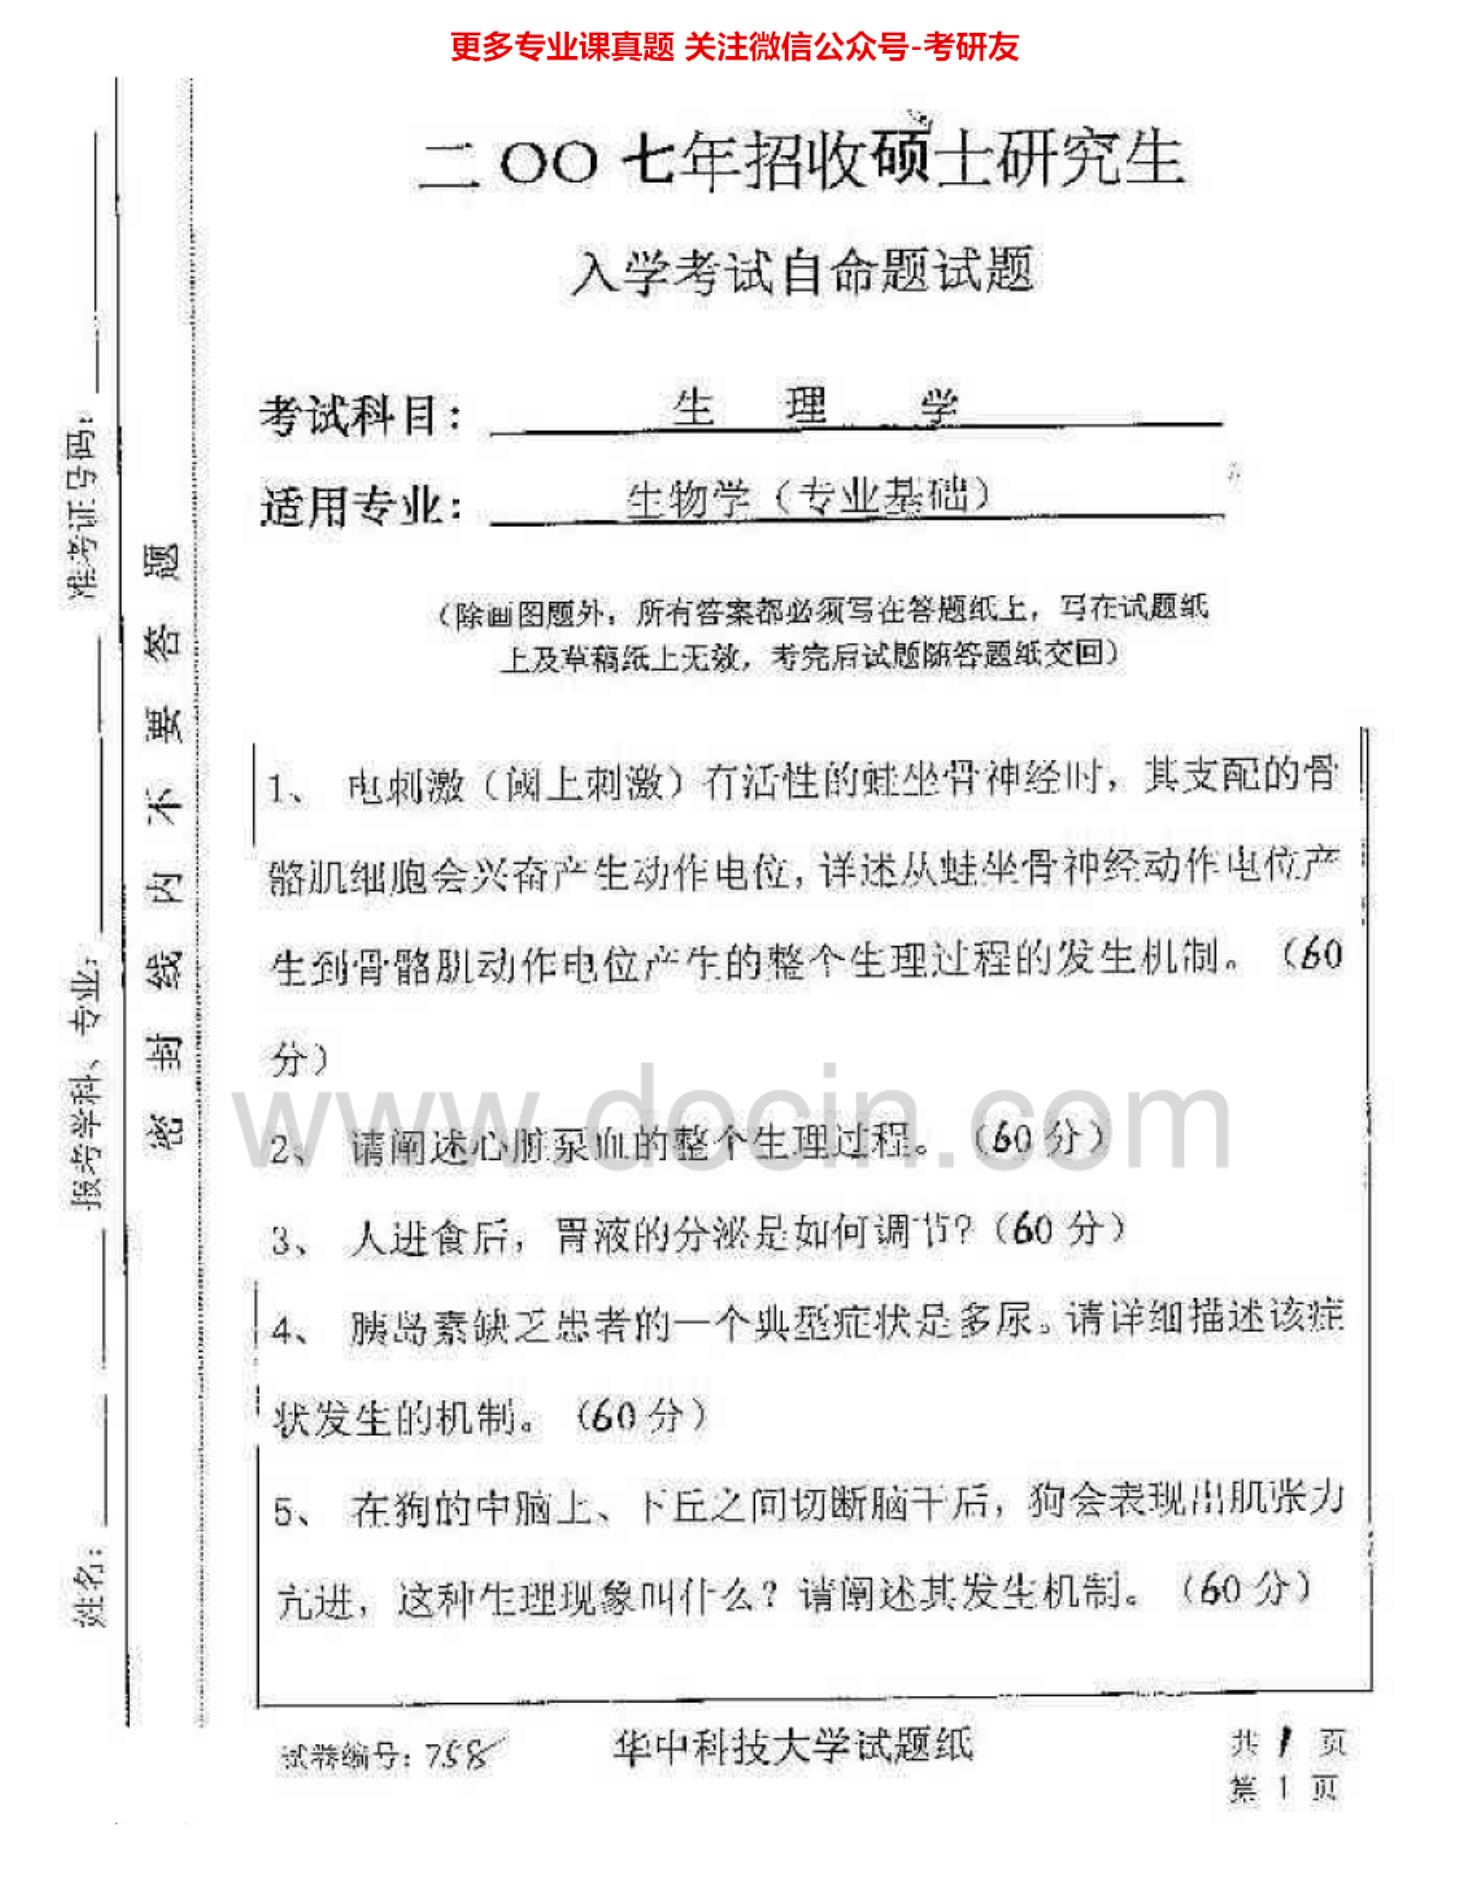 更多专业课真题 关注微信公众号-考研友
二〇〇七年招收硕士研究生
入学考试自命题试题
考试科目： 生 理 学
适用专业： 生物学（专业基础）
（除画图题外，所有答案都必须写在答题纸上，写在试题纸
上及草稿纸上无效，考完后试题随答题纸交回）
1、 电刺激（阈上刺激）有活性的蛙坐骨神经时，其支配的骨
骼肌细胞会兴奋产生动作电位，详述从蛙坐骨神经动作电位产
生到骨骼肌动作电位产生的整个生理过程的发生机制。（60
分）
2、 请阐述心脏泵血的整个生理过程。（60分）
3、 人进食后，胃液的分泌是如何调节？（60分）
4、 胰岛素缺乏患者的一个典型症状是多尿。请详细描述该症
状发生的机制。（60分）
5、 在狗的中脑上、下丘之间切断脑干后，狗会表现出肌张力
亢进，这种生理现象叫什么？请阐述其发生机制。（60分）
试卷编号：758
华中科技大学试题纸
共 1 页
第 1 页
准考证号码：
报考学科、专业：
姓名：
密封线内不要答题
www.docin.com